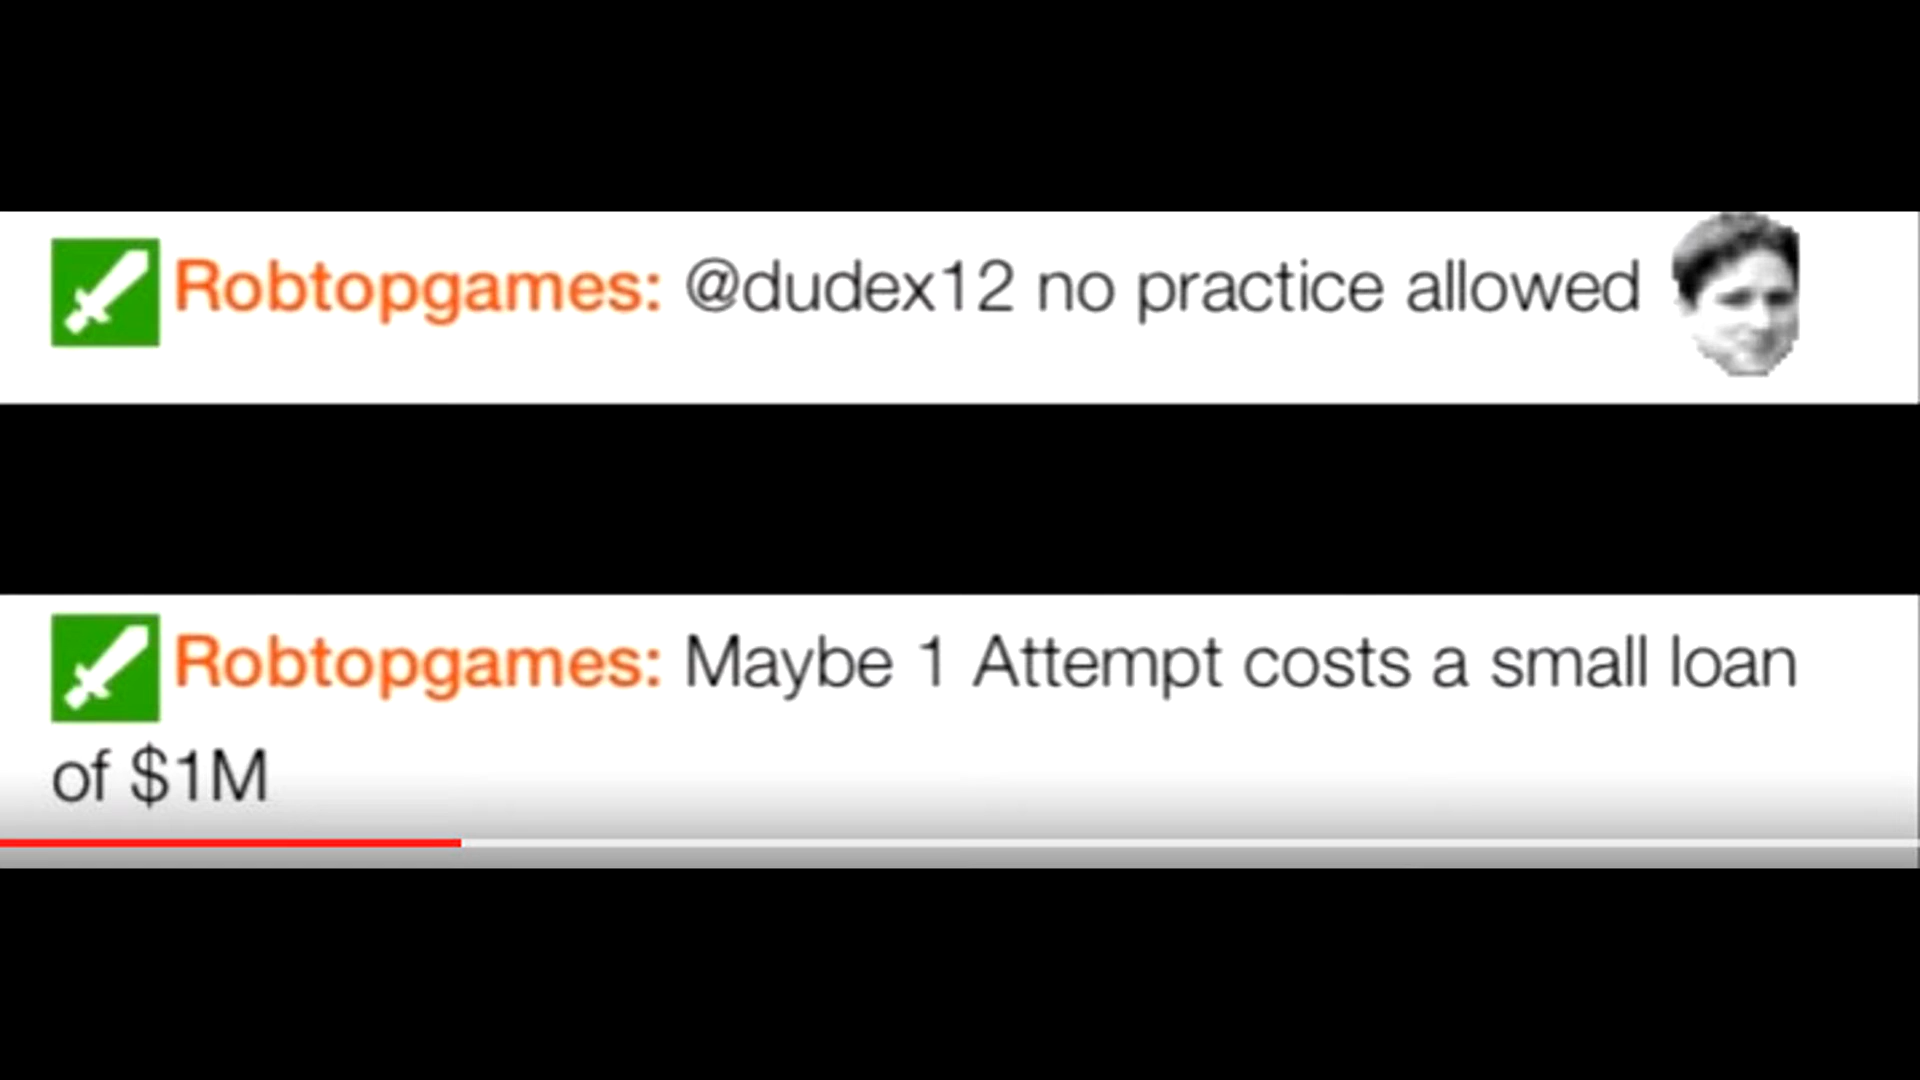 Robtopgames: @dudex12 no practice allowed
Robtopgames: Maybe 1 Attempt costs a small loan
of $1M